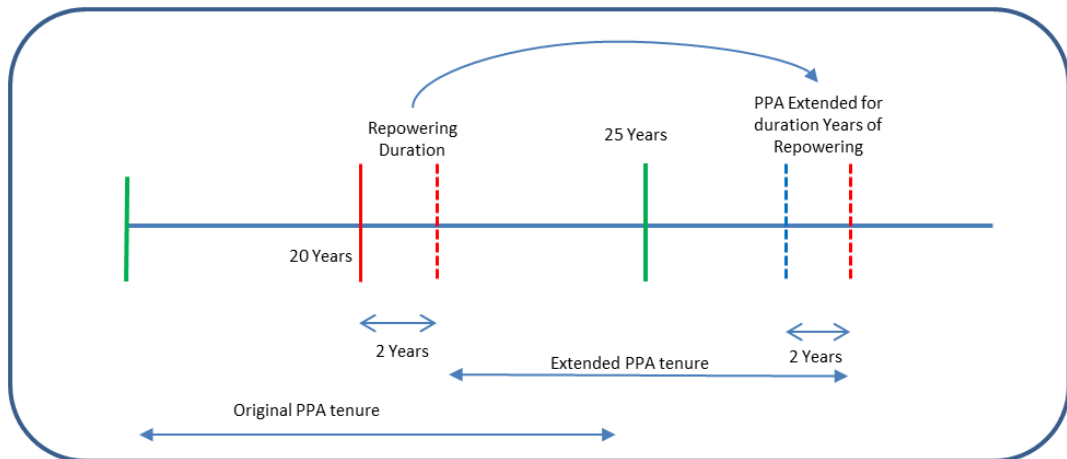 Repowering
Duration
25 Years
PPA Extended for
duration Years of
Repowering
20 Years
2 Years
Extended PPA tenure
2 Years
Original PPA tenure